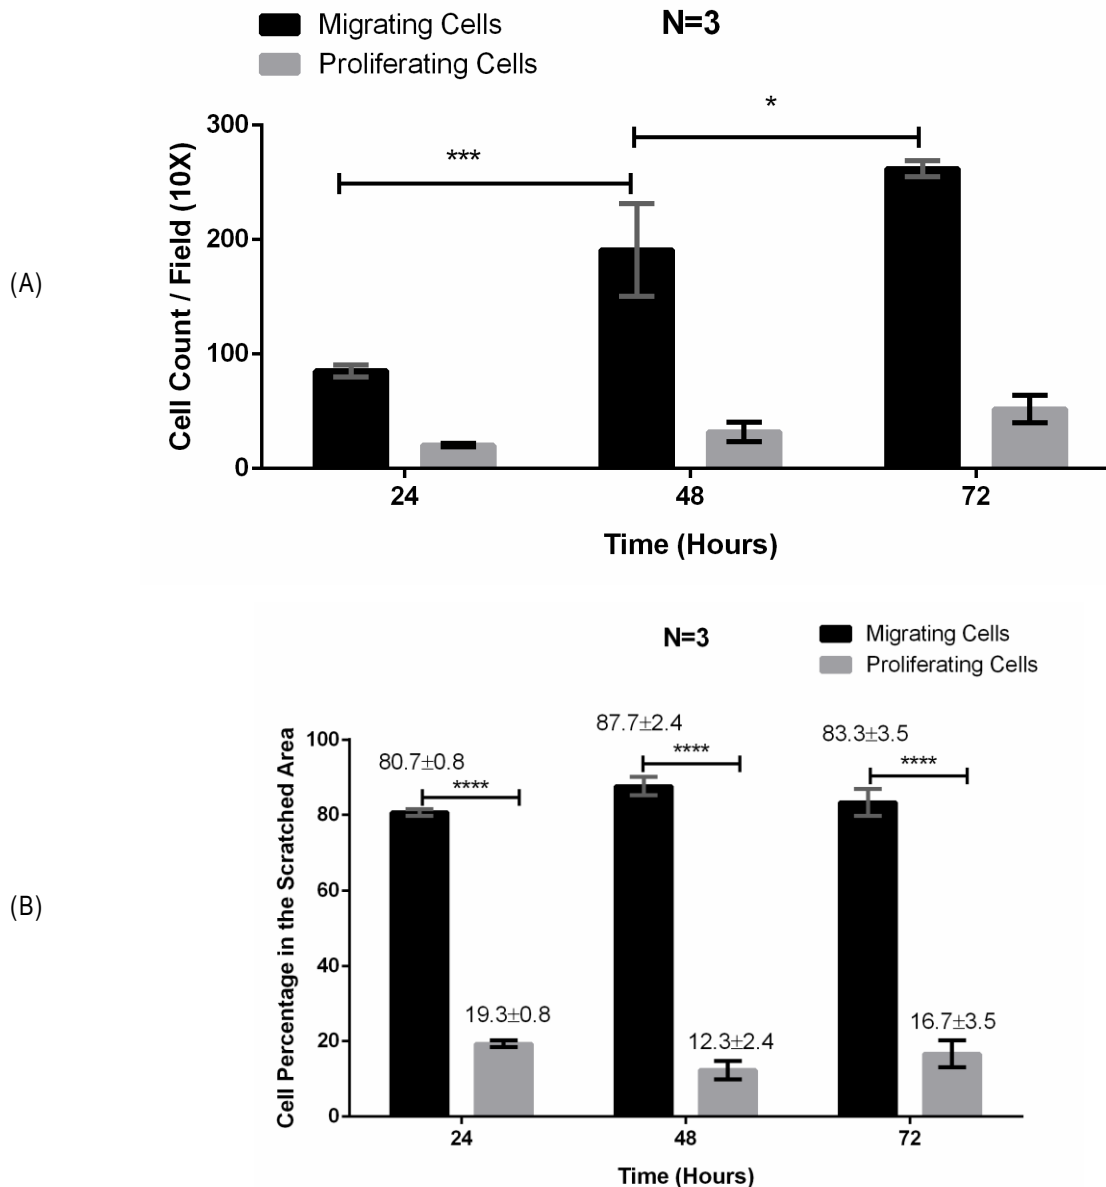 Migrating Cells
Proliferating Cells
N=3
*
***
300
200
100
0
Cell Count / Field (10X)
(A)
24 48 72
Time (Hours)
N=3
Migrating Cells
Proliferating Cells
87.7±2.4
83.3±3.5
80.7±0.8
****
****
****
100
80
60
40
20
0
Cell Percentage in the Scratched Area
(B)
19.3±0.8
12.3±2.4
16.7±3.5
24 48 72
Time (Hours)